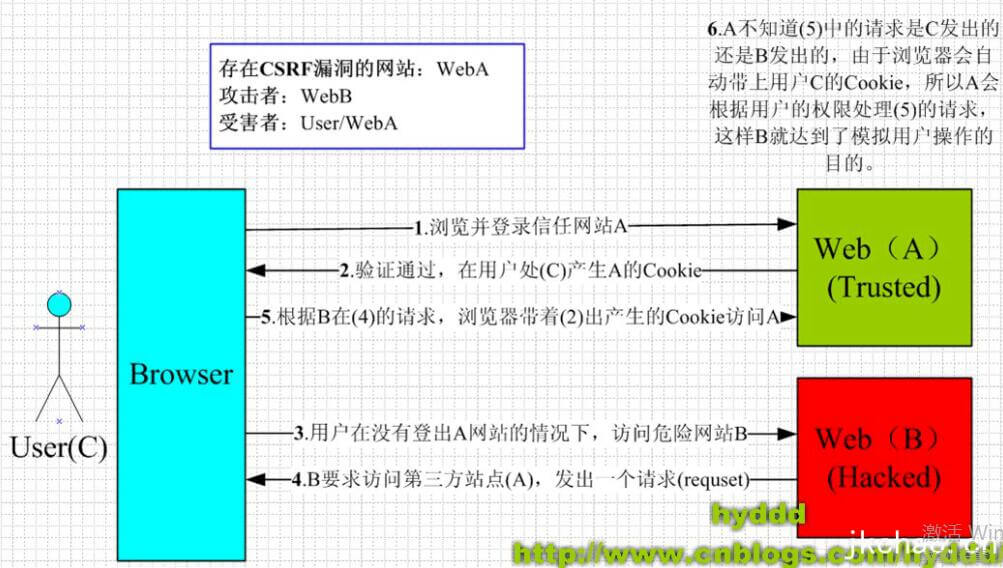 6.A不知道(5)中的请求是C发出的
还是B发出的，由于浏览器会自
动带上用户C的Cookie，所以A会
根据用户的权限处理(5)的请求，
这样B就达到了模拟用户操作的
目的。
存在CSRF漏洞的网站：WebA
攻击者：WebB
受害者：User/WebA
1.浏览并登录信任网站A
2.验证通过，在用户处(C)产生A的Cookie
5.根据B在(4)的请求，浏览器带着(2)出产生的Cookie访问A
Web（A）
(Trusted)
Browser
User(C)
3.用户在没有登出A网站的情况下，访问危险网站B
4.B要求访问第三方站点(A)，发出一个请求(requset)
Web（B）
(Hacked)
hyddd
激活 Win
http://www.cnblogs.com/hyddd/